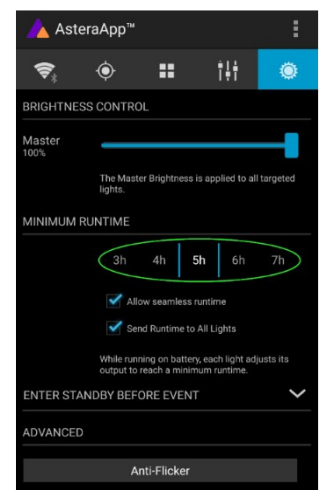 AsteraApp™
BRIGHTNESS CONTROL
Master
100%
The Master Brightness is applied to all targeted
lights.
MINIMUM RUNTIME
3h 4h 5h 6h 7h
Allow seamless runtime
Send Runtime to All Lights
While running on battery, each light adjusts its
output to reach a minimum runtime.
ENTER STANDBY BEFORE EVENT
ADVANCED
Anti-Flicker